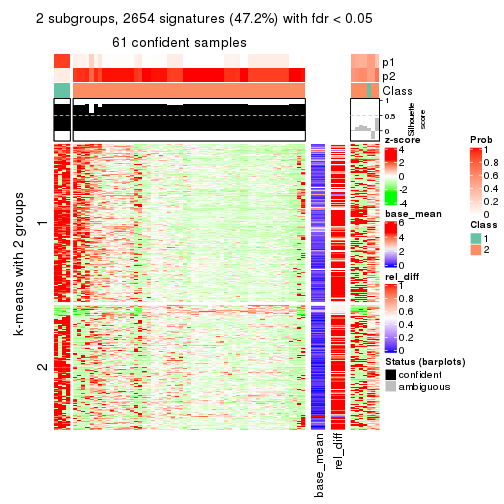 2 subgroups, 2654 signatures (47.2%) with fdr < 0.05
61 confident samples
p1
p2
Class
1
0.5
0
Silhouette
score
k-means with 2 groups
1
2
base_mean
rel_diff
z-score
4
2
0
-2
-4
base_mean
6
4
2
0
rel_diff
1
0.8
0.6
0.4
0.2
0
Status (barplots)
confident
ambiguous
Prob
1
0.8
0.6
0.4
0.2
0
Class
1
2